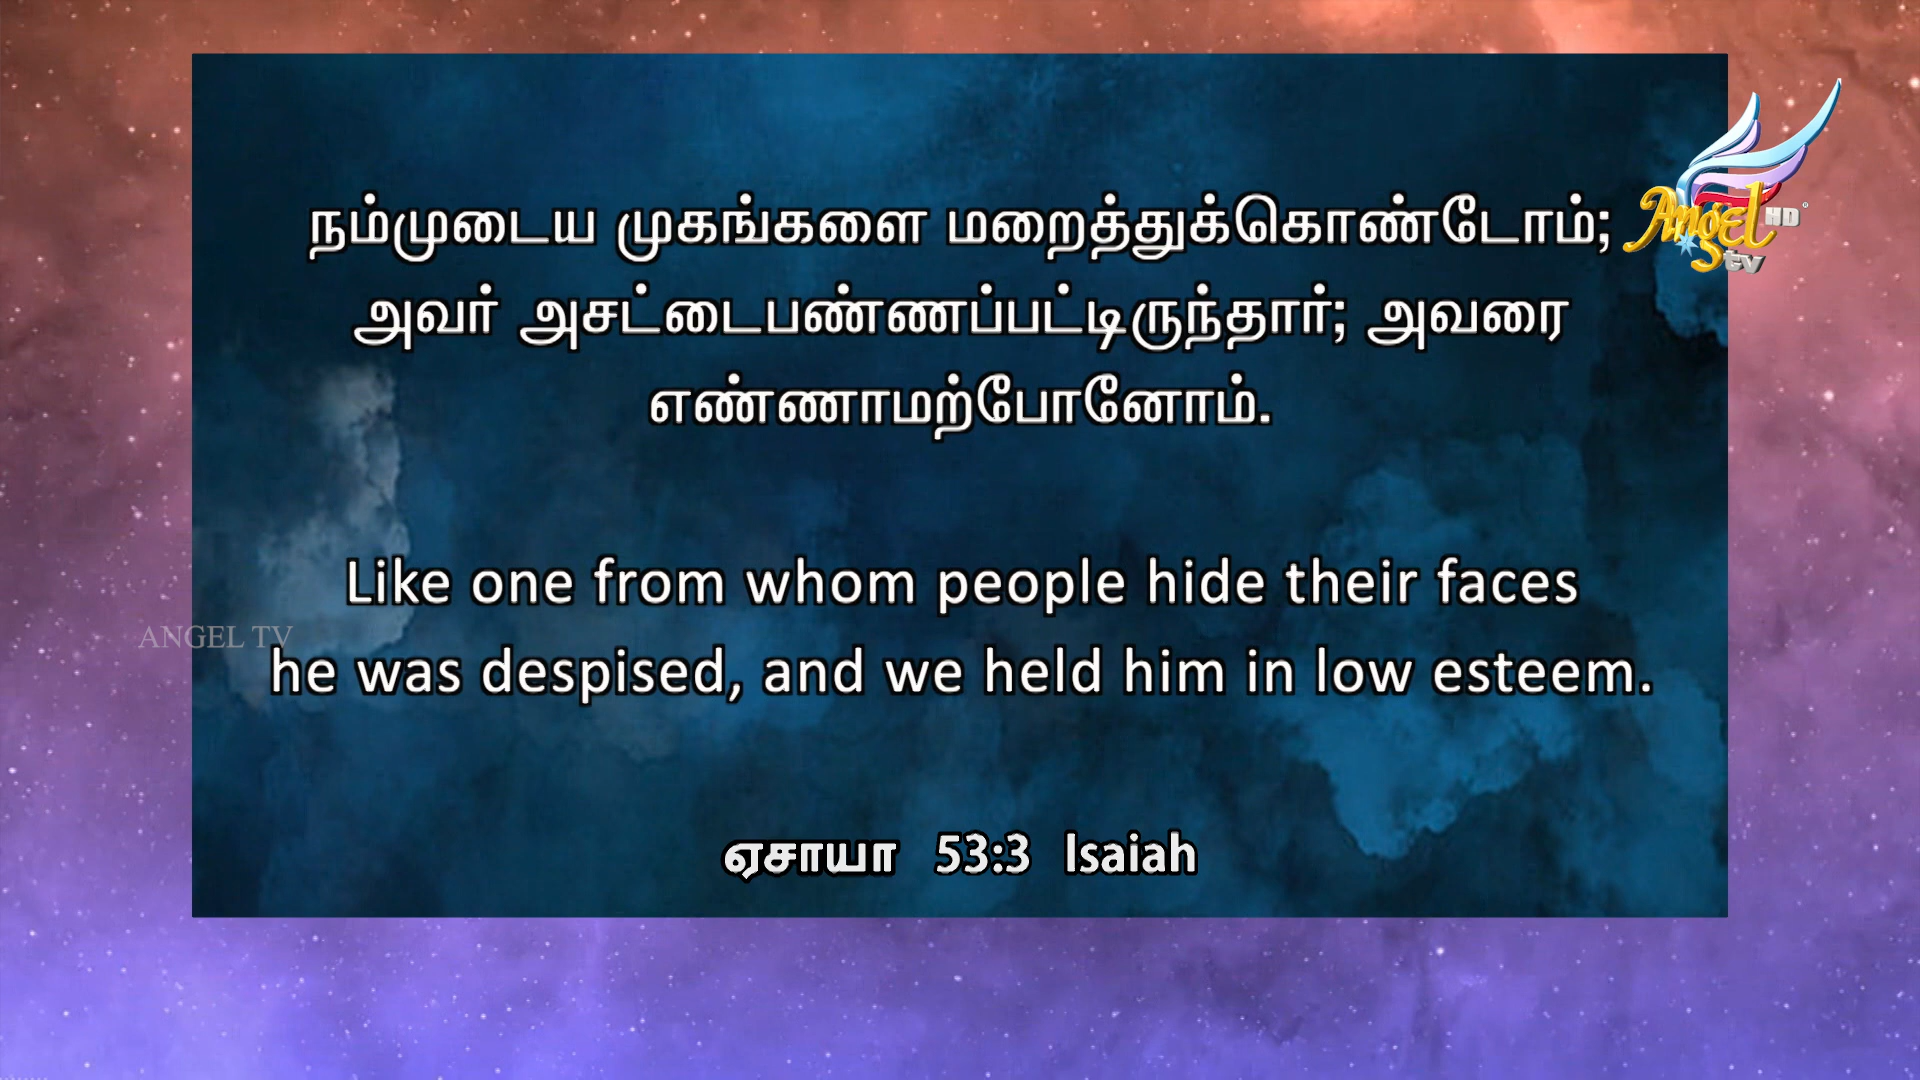 நம்முடைய முகங்களை மறைத்துக்கொண்டோம்;
அவர் அசட்டைபண்ணப்பட்டிருந்தார்; அவரை
எண்ணாமற்போனோம்.
Like one from whom people hide their faces
he was despised, and we held him in low esteem.
ஏசாயா 53:3 Isaiah
Angel HD
tv
ANGEL TV